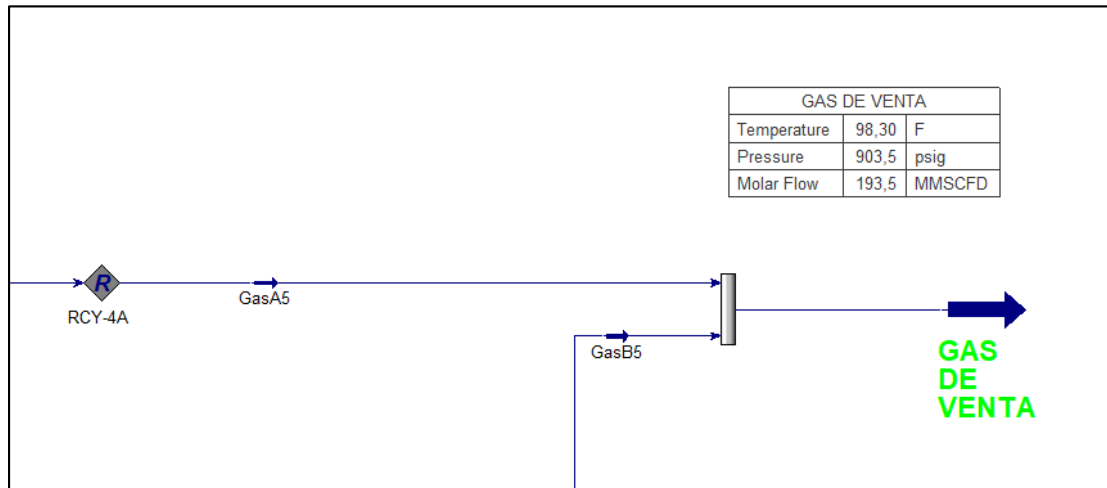 GAS DE VENTA
Temperature 98,30 F
Pressure 903,5 psig
Molar Flow 193,5 MMSCFD
R
RCY-4A
GasA5
GasB5
GAS
DE
VENTA